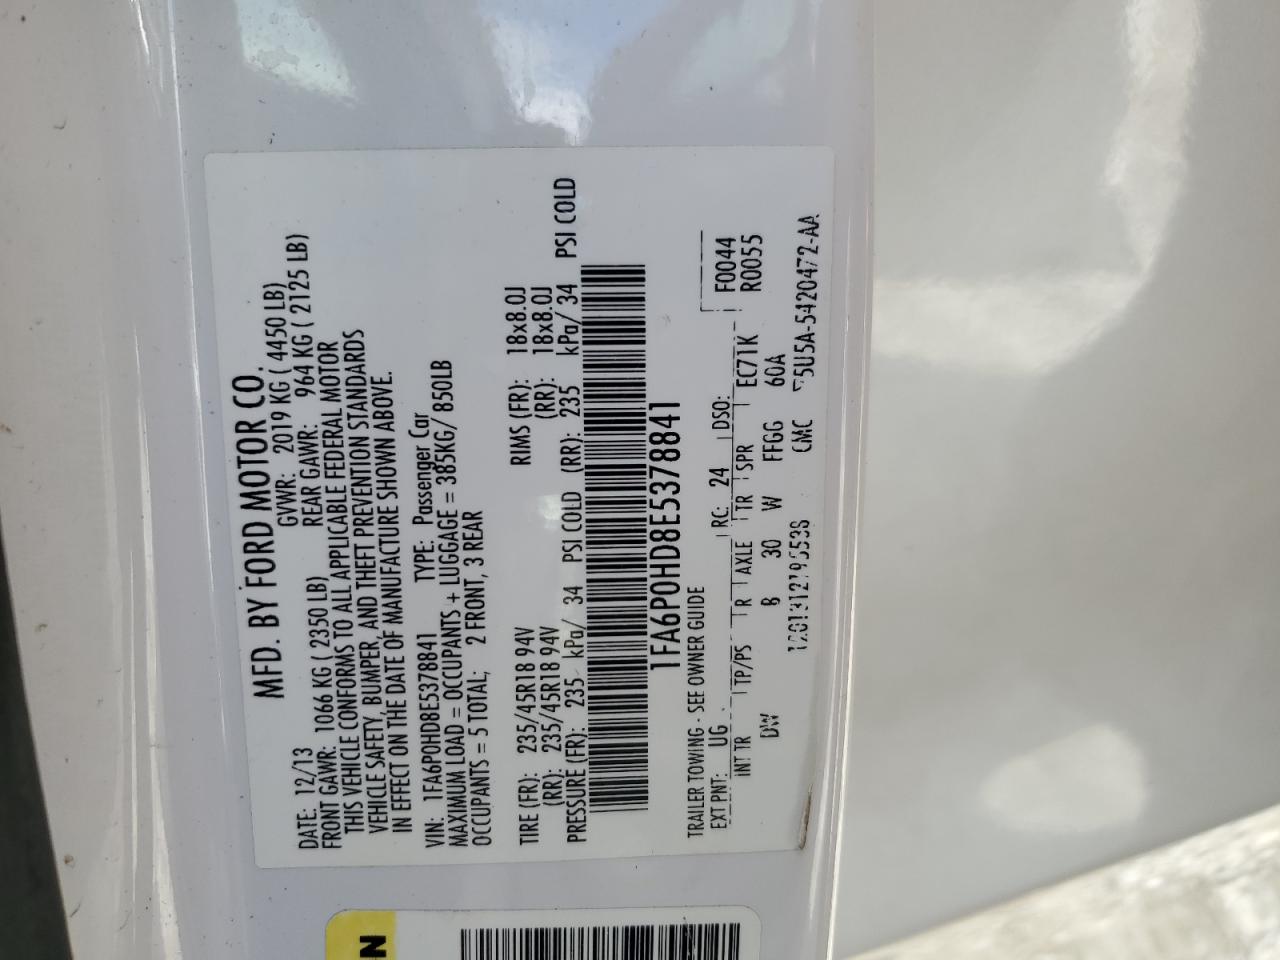 MFD. BY FORD MOTOR CO.
DATE: 12/13 GVWR: 2019 KG ( 4450 LB)
FRONT GAWR: 1066 KG ( 2350 LB) REAR GAWR: 964 KG ( 2125 LB)
THIS VEHICLE CONFORMS TO ALL APPLICABLE FEDERAL MOTOR
VEHICLE SAFETY, BUMPER, AND THEFT PREVENTION STANDARDS
IN EFFECT ON THE DATE OF MANUFACTURE SHOWN ABOVE.
VIN: 1FA6P0HD8E5378841 TYPE: Passenger Car
MAXIMUM LOAD = OCCUPANTS + LUGGAGE = 385KG/ 850LB
OCCUPANTS = 5 TOTAL; 2 FRONT, 3 REAR
TIRE (FR): 235/45R18 94V RIMS (FR): 18x8.0J
(RR): 235/45R18 94V (RR): 18x8.0J
PRESSURE (FR): 235 kPa/ 34 PSI COLD (RR): 235 kPa/ 34 PSI COLD
1FA6P0HD8E5378841
TRAILER TOWING - SEE OWNER GUIDE
EXT PNT: UG RC: 24 DSO: F0044
INT TR TP/PS R AXLE TR SPR EC71K R0055
DW B 30 W FFGG 60A
CMC 5U5A-5420472-AA
N